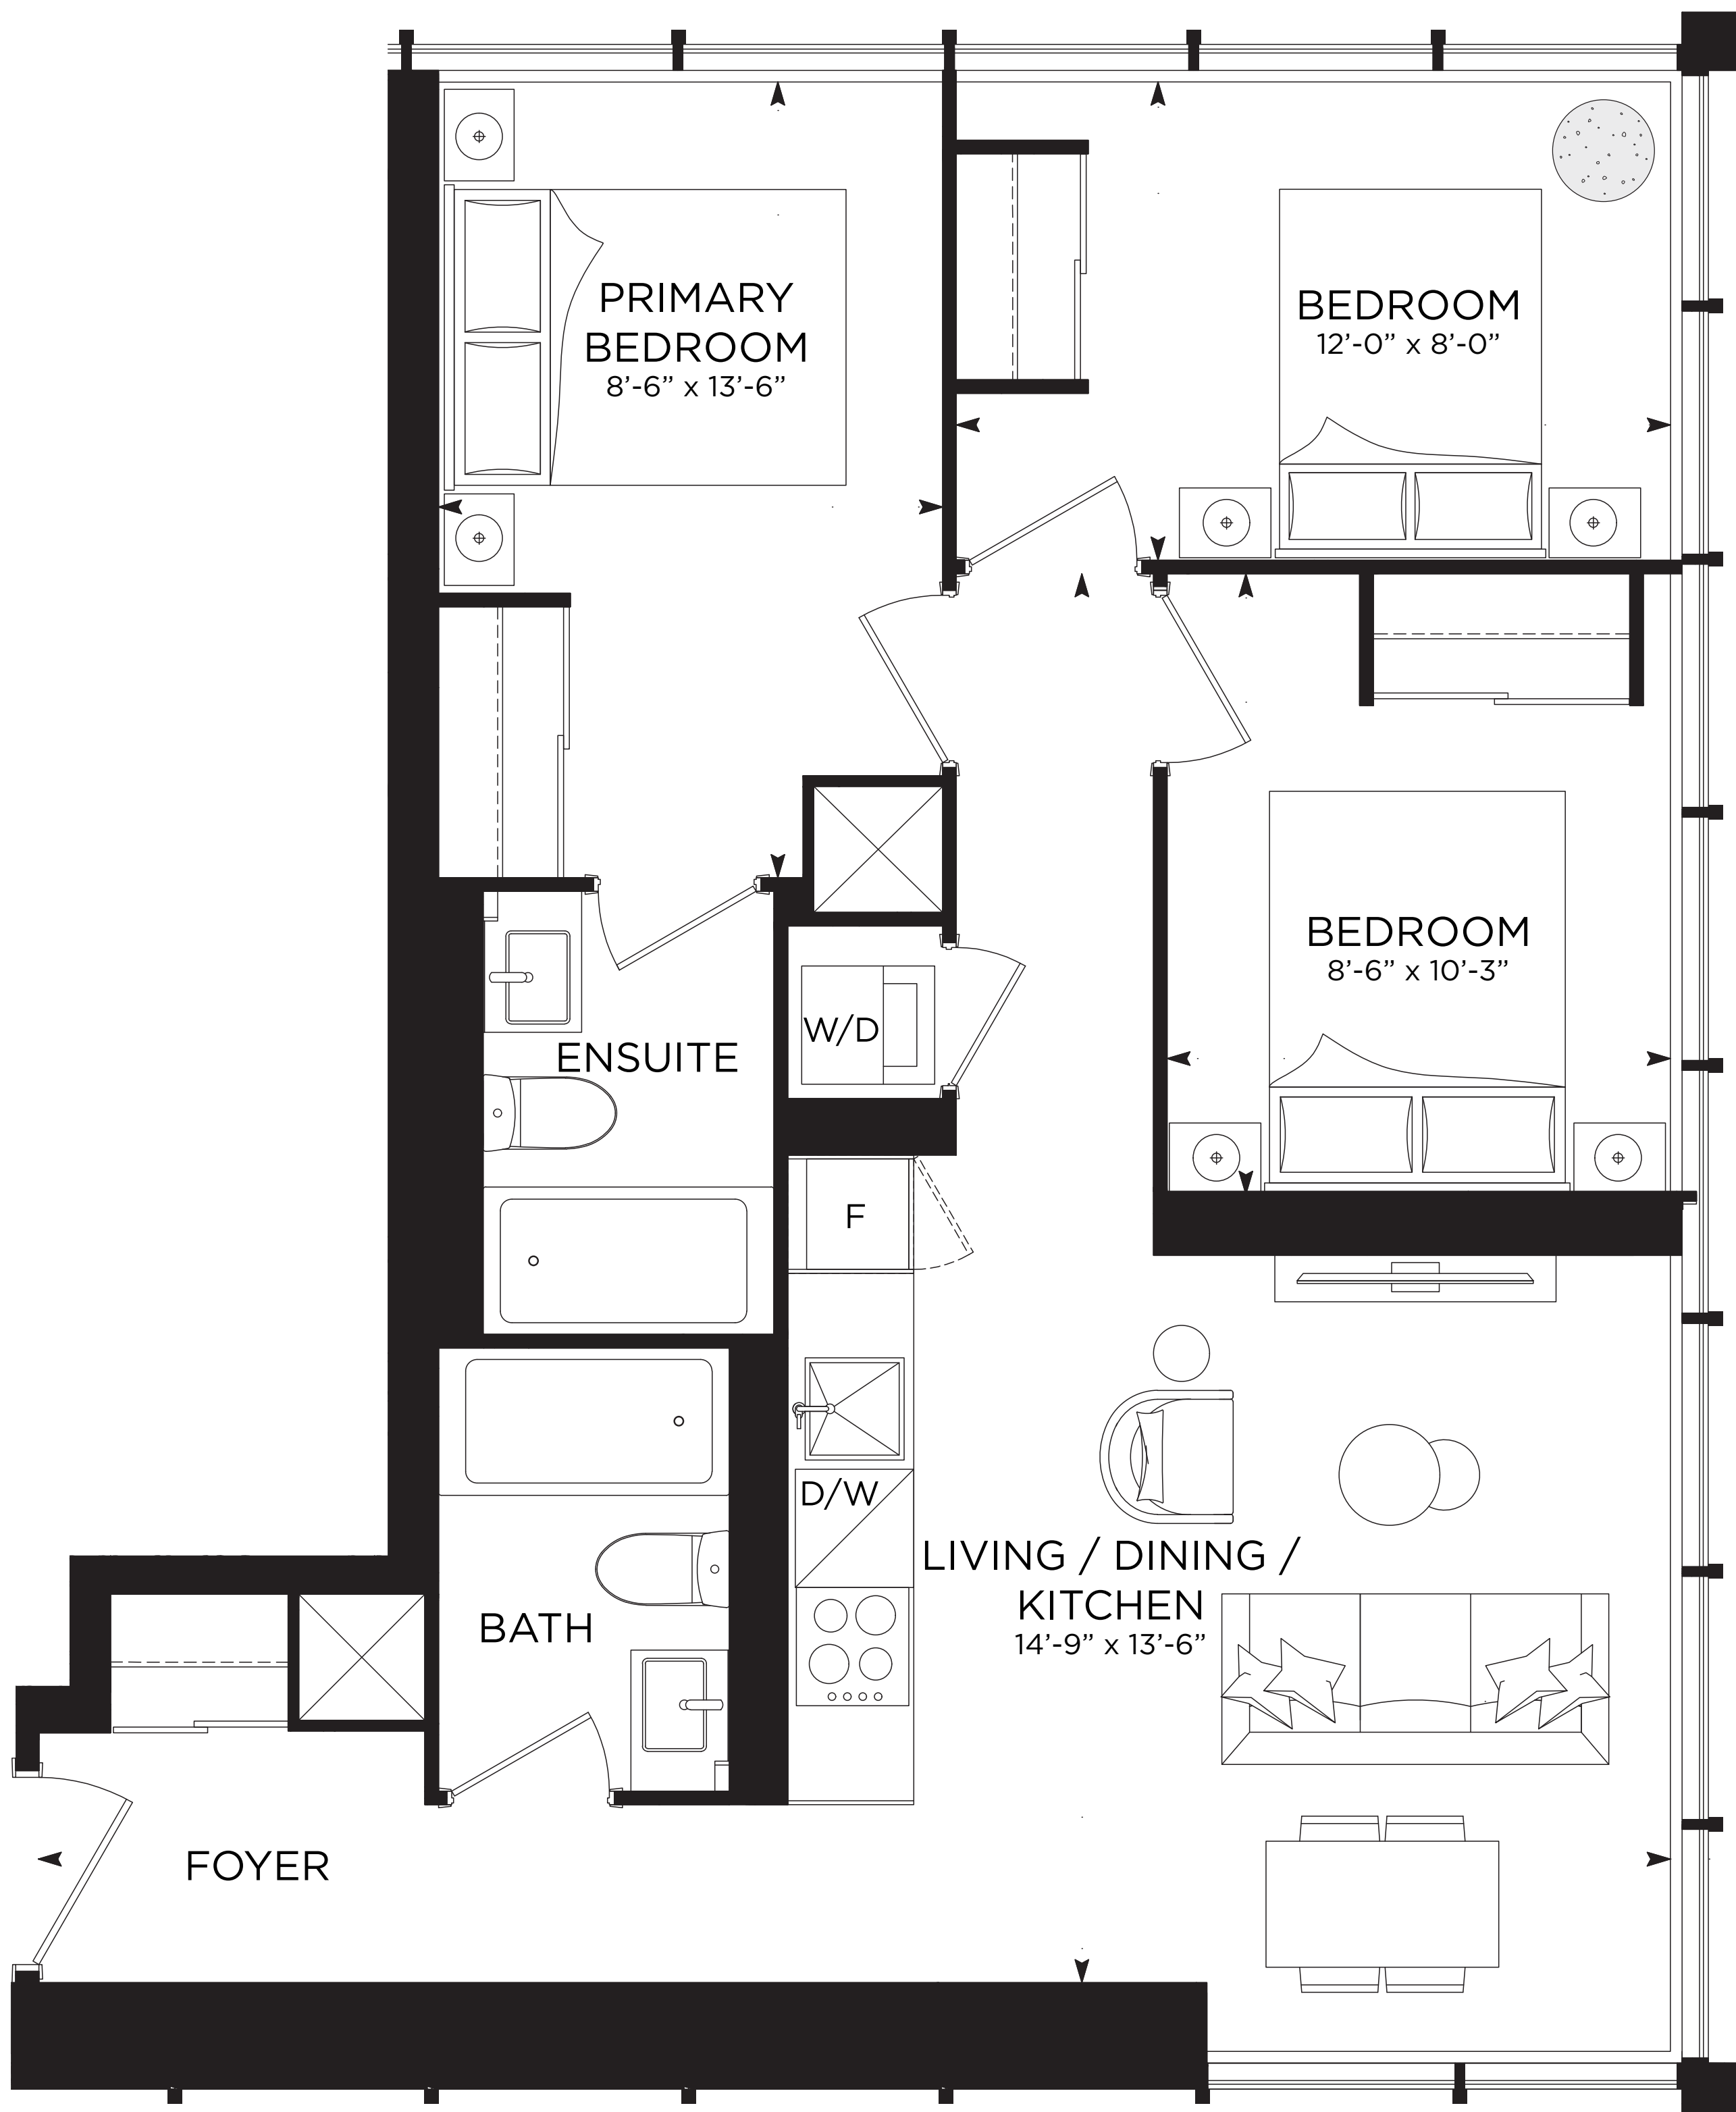 PRIMARY
BEDROOM
8’-6” x 13’-6”
BEDROOM
12’-0” x 8’-0”
BEDROOM
8’-6” x 10’-3”
W/D
ENSUITE
F
D/W
LIVING / DINING /
KITCHEN
14’-9” x 13’-6”
BATH
FOYER